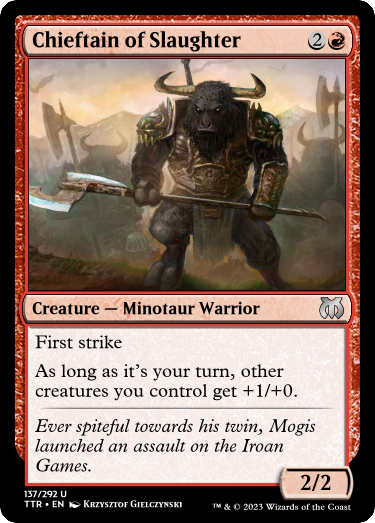 Chieftain of Slaughter 2
Creature — Minotaur Warrior
First strike
As long as it's your turn, other
creatures you control get +1/+0.
Ever spiteful towards his twin, Mogis
launched an assault on the Iroan
Games.
2/2
137/292 U
TTR • EN Krzysztof Gielczynski ™ & © 2023 Wizards of the Coast